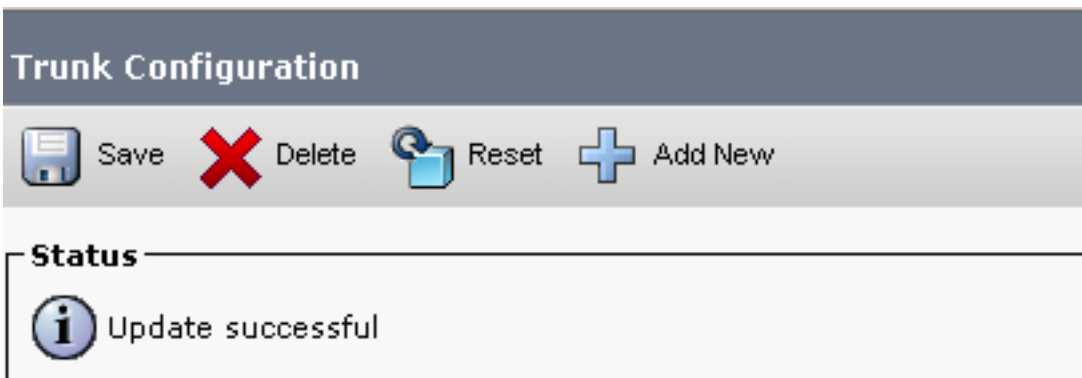 Trunk Configuration
Save Delete Reset Add New
Status
Update successful